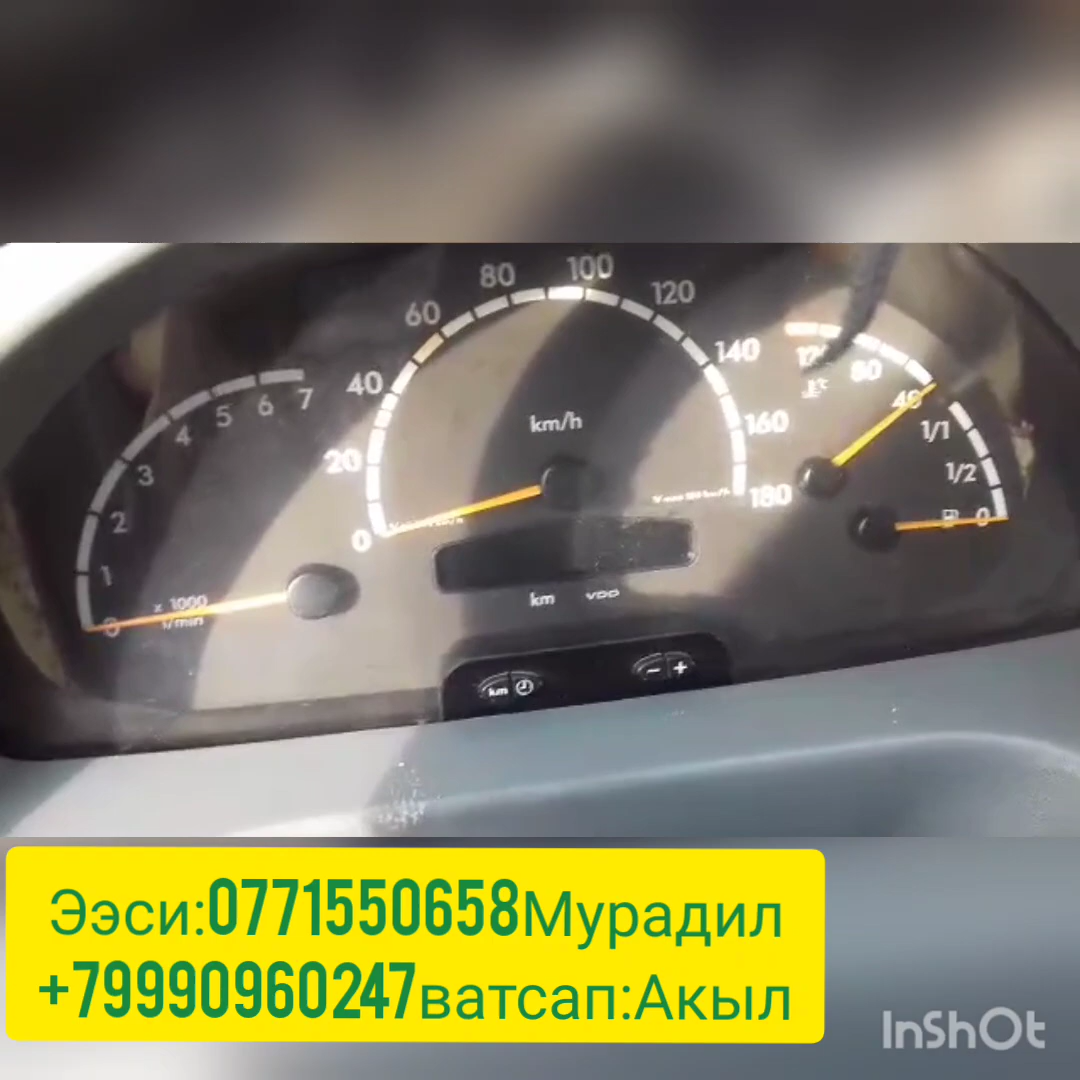 80 100
60 120
40 140
20 160
0 180
km/h
1 2 3 4 5 6 7
0
x 1000
1/min
80
40
1/1
1/2
0
km VDO
km
- +
Ээси:0771550658Мурадил
+79990960247ватсап:Акыл
InShOt